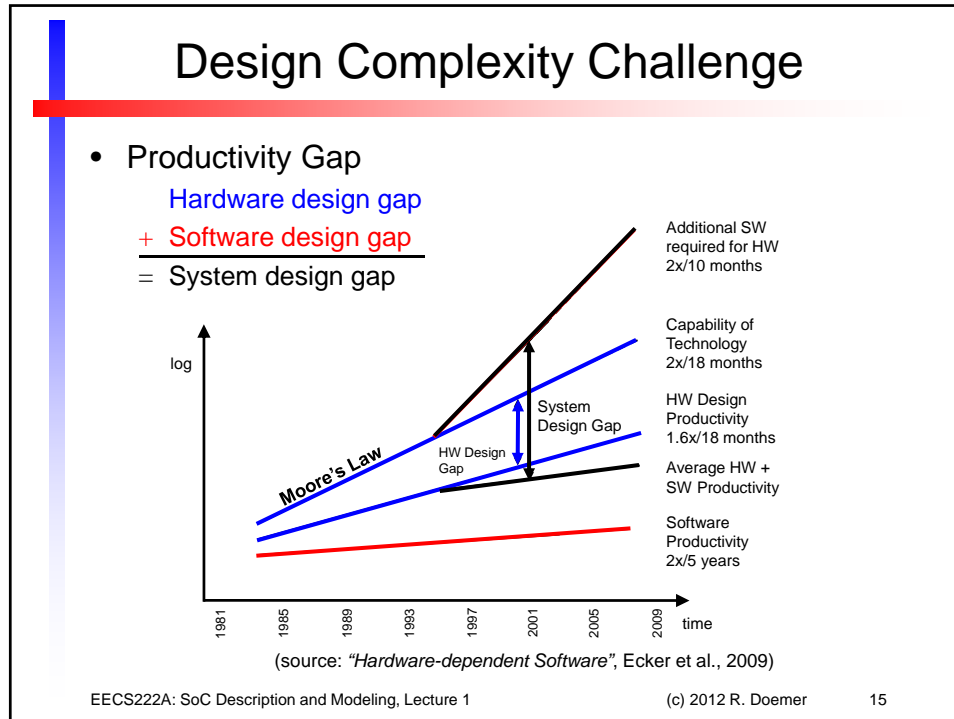 Design Complexity Challenge
• Productivity Gap
Hardware design gap
+ Software design gap
= System design gap
Additional SW
required for HW
2x/10 months
Capability of
Technology
2x/18 months
HW Design
Productivity
1.6x/18 months
Average HW +
SW Productivity
Software
Productivity
2x/5 years
log
System
Design Gap
HW Design
Gap
Moore's Law
1981
1985
1989
1993
1997
2001
2005
2009
time
(source: “Hardware-dependent Software”, Ecker et al., 2009)
EECS222A: SoC Description and Modeling, Lecture 1
(c) 2012 R. Doemer
15